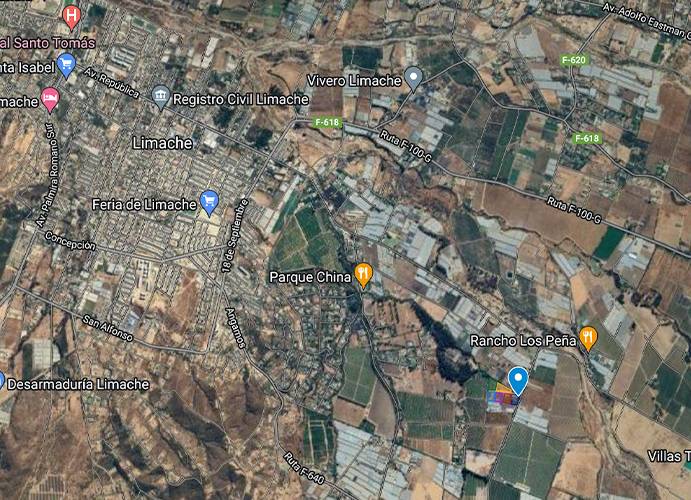 Av. Adolfo Eastman C
H
al Santo Tomás
nta Isabel
Av. República
F-620
Vivero Limache
mache
Registro Civil Limache
F-618
Limache
Ruta F-100-G
F-618
Av. Palmira Romano Sur
Feria de Limache
18 de Septiembre
Ruta F-100-G
Concepción
Parque China
San Alfonso
Angamos
Rancho Los Peña
Desarmaduría Limache
Ruta F-640
Villas T